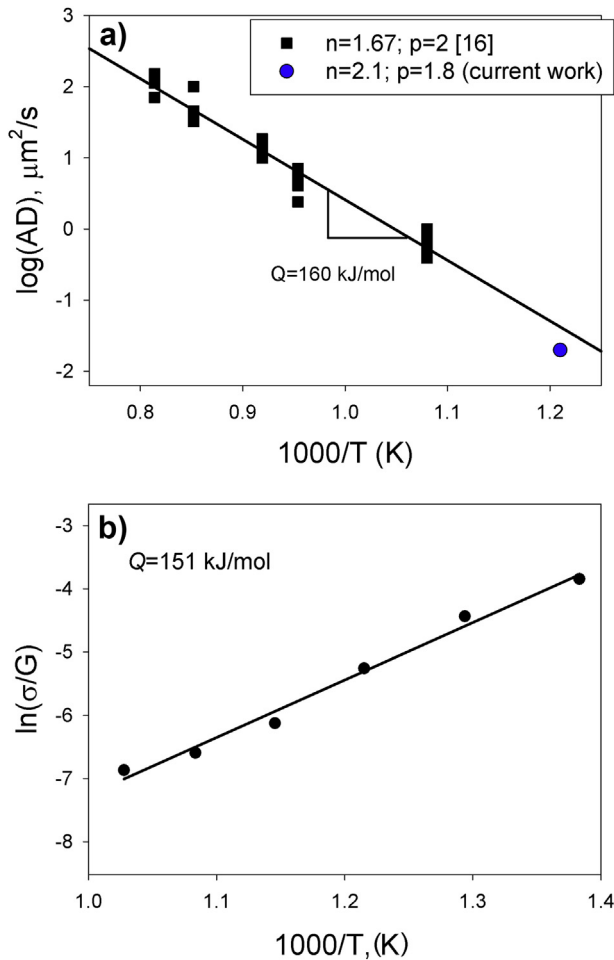 a)
n=1.67; p=2 [16]
n=2.1; p=1.8 (current work)
3
2
1
0
-1
-2
log(AD), μm²/s
Q=160 kJ/mol
0.8 0.9 1.0 1.1 1.2
1000/T (K)
b)
Q=151 kJ/mol
-3
-4
-5
-6
-7
-8
ln(σ/G)
1.0 1.1 1.2 1.3 1.4
1000/T,(K)